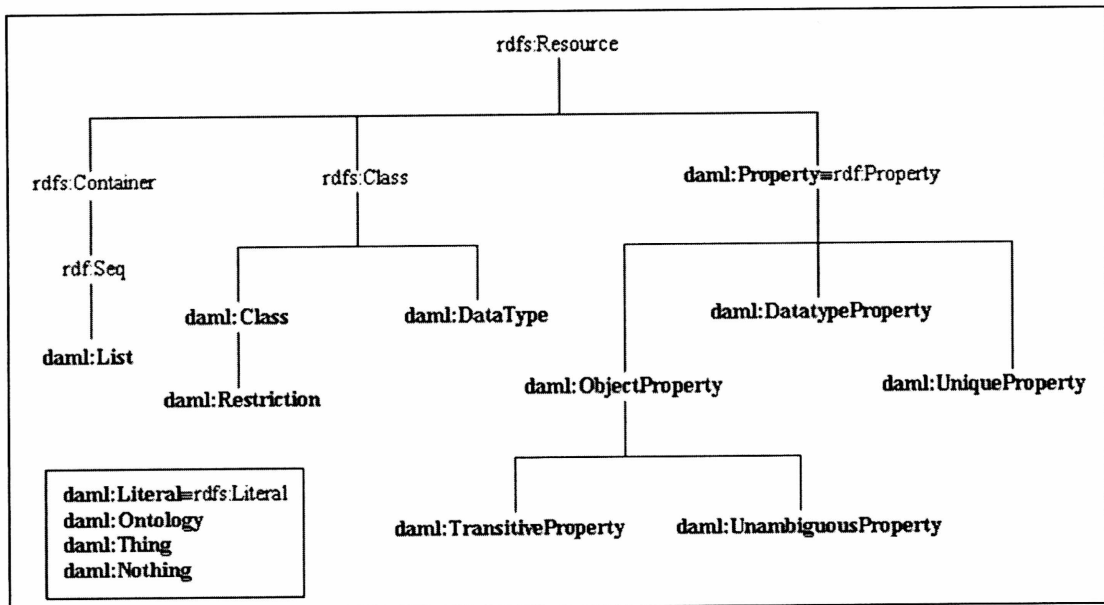 rdfs:Resource
rdfs:Container
rdfs:Class
daml:Property≡rdf:Property
rdf:Seq
daml:Class
daml:DataType
daml:DatatypeProperty
daml:List
daml:Restriction
daml:ObjectProperty
daml:UniqueProperty
daml:Literal≡rdfs:Literal
daml:Ontology
daml:Thing
daml:Nothing
daml:TransitiveProperty
daml:UnambiguousProperty